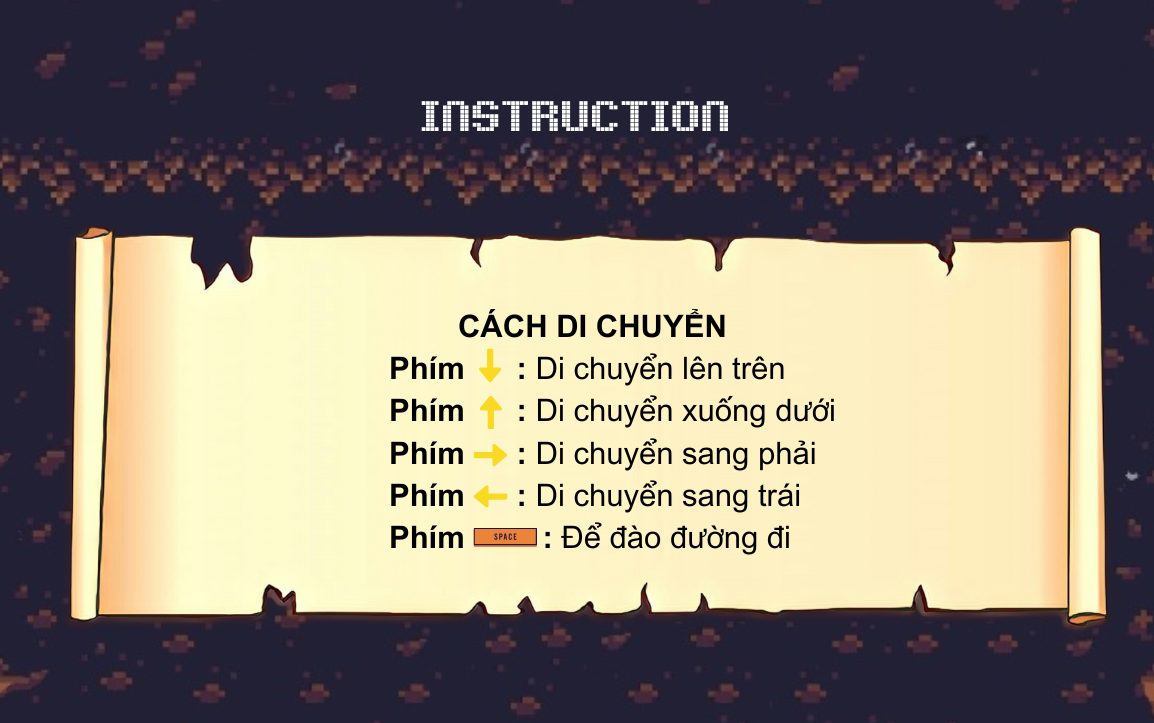 INSTRUCTION
CÁCH DI CHUYỂN
Phím ↓ : Di chuyển lên trên
Phím ↑ : Di chuyển xuống dưới
Phím → : Di chuyển sang phải
Phím ← : Di chuyển sang trái
Phím SPACE : Để đào đường đi